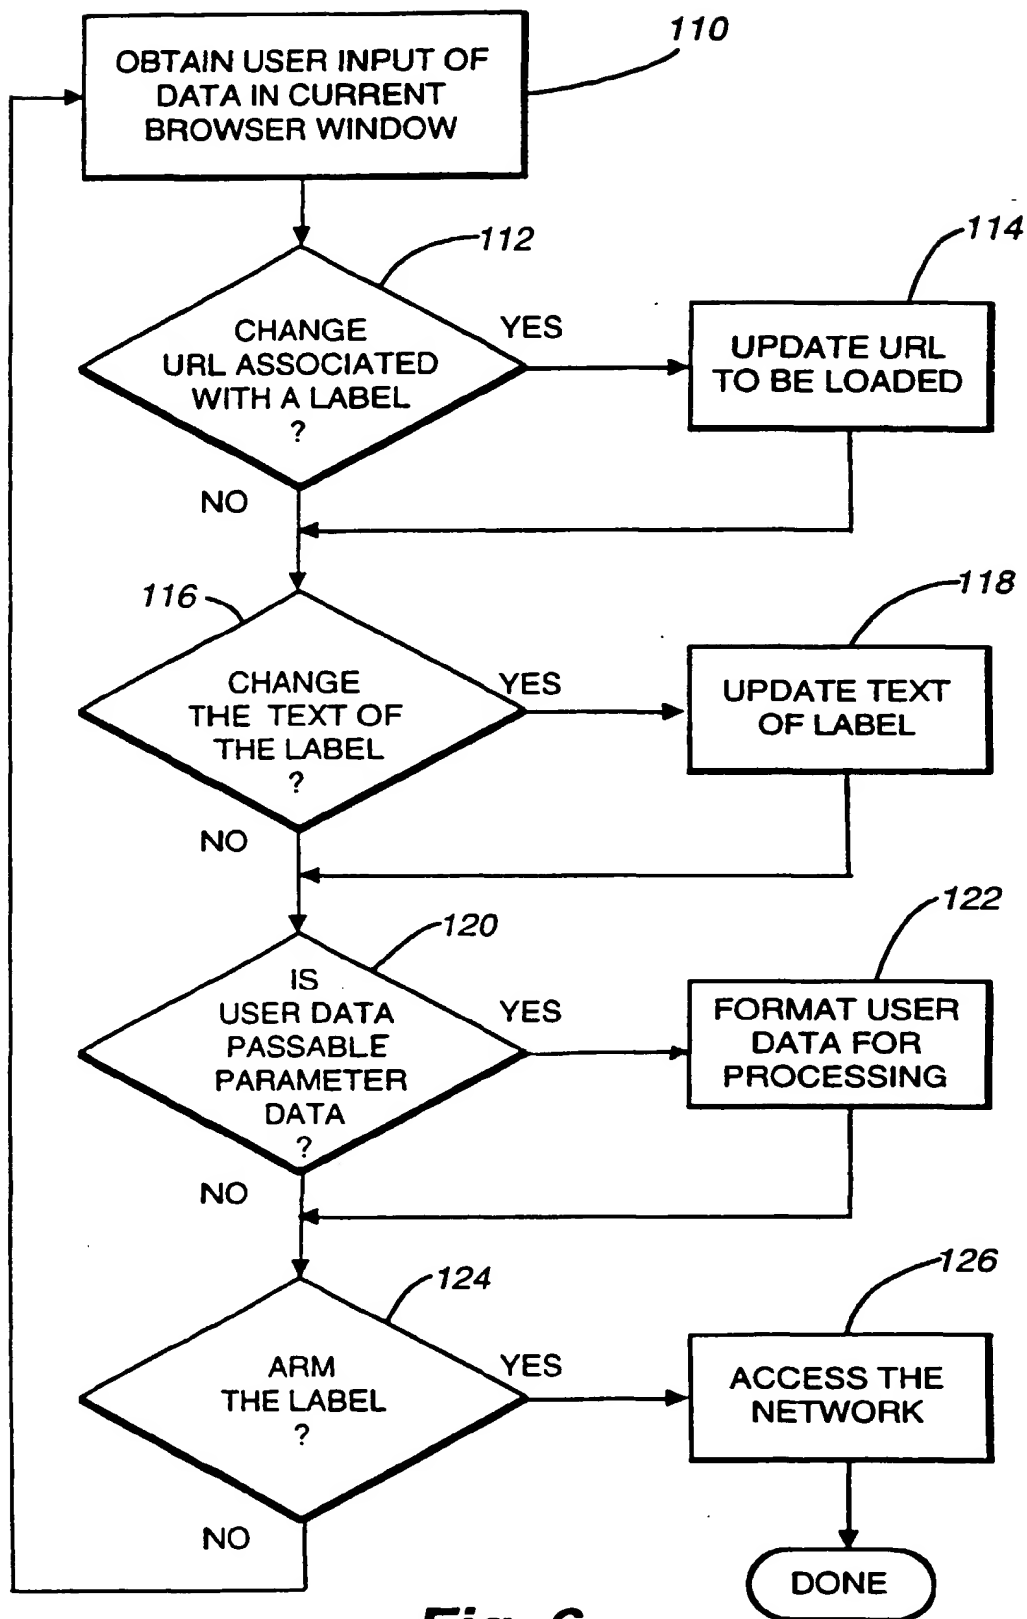 110
OBTAIN USER INPUT OF
DATA IN CURRENT
BROWSER WINDOW
112
114
CHANGE
URL ASSOCIATED
WITH A LABEL
?
YES
UPDATE URL
TO BE LOADED
NO
116
118
CHANGE
THE TEXT OF
THE LABEL
?
YES
UPDATE TEXT
OF LABEL
NO
120
122
IS
USER DATA
PASSABLE
PARAMETER
DATA
?
YES
FORMAT USER
DATA FOR
PROCESSING
NO
124
126
ARM
THE LABEL
?
YES
ACCESS THE
NETWORK
NO
DONE
Fig. 6